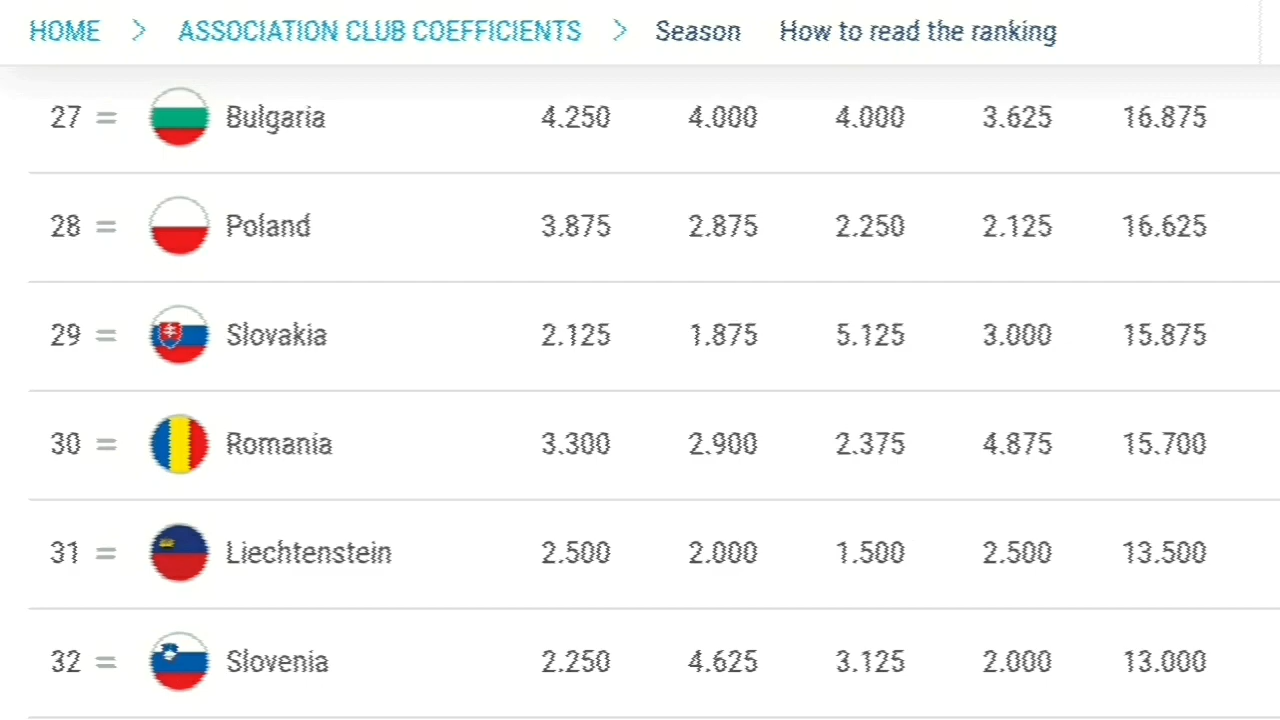 HOME > ASSOCIATION CLUB COEFFICIENTS > Season How to read the ranking
27 = Bulgaria 4.250 4.000 4.000 3.625 16.875
28 = Poland 3.875 2.875 2.250 2.125 16.625
29 = Slovakia 2.125 1.875 5.125 3.000 15.875
30 = Romania 3.300 2.900 2.375 4.875 15.700
31 = Liechtenstein 2.500 2.000 1.500 2.500 13.500
32 = Slovenia 2.250 4.625 3.125 2.000 13.000